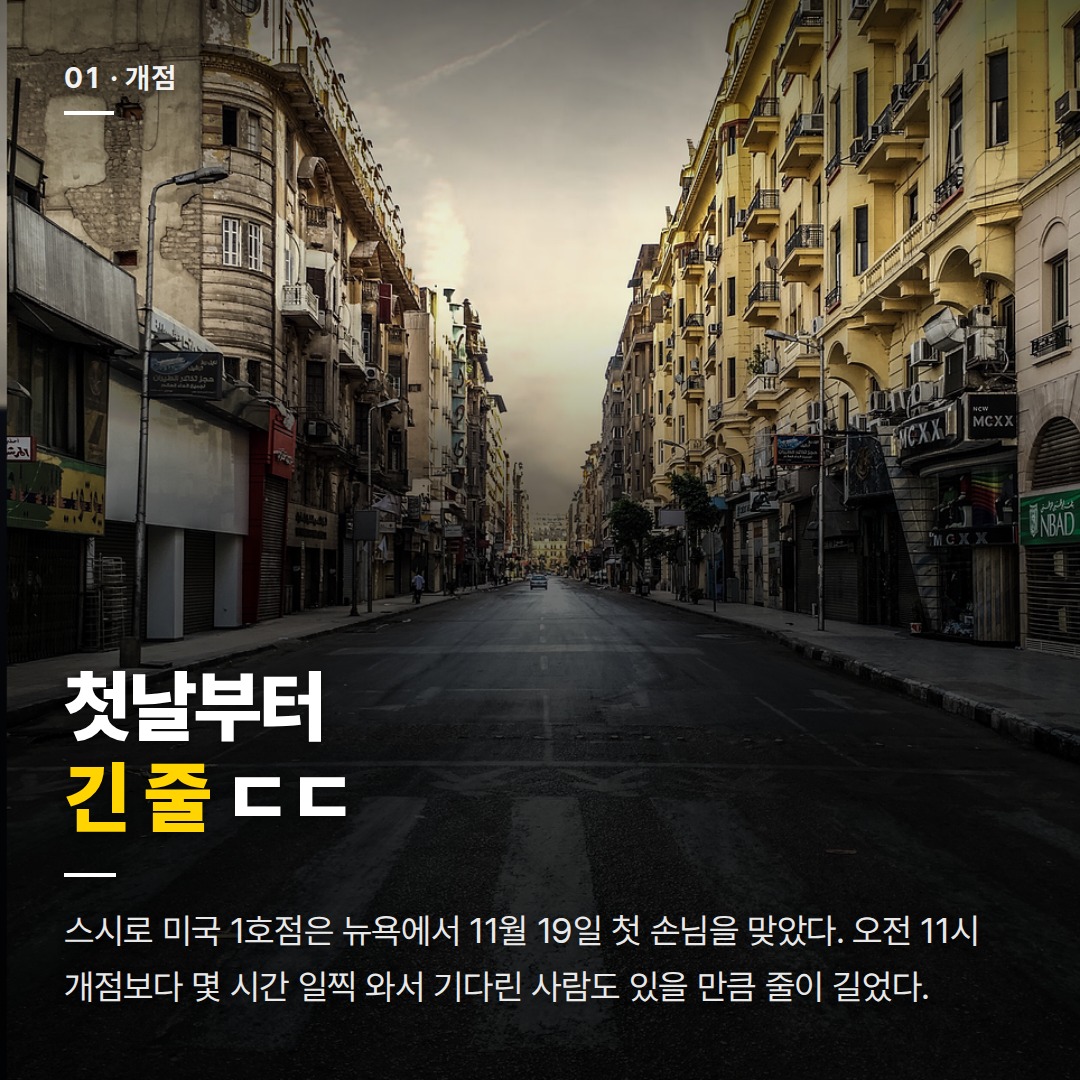 01 · 개점
NCW
MCXX
MCXX
MCXX
NBAD
첫날부터
긴 줄 ㄷㄷ
스시로 미국 1호점은 뉴욕에서 11월 19일 첫 손님을 맞았다. 오전 11시
개점보다 몇 시간 일찍 와서 기다린 사람도 있을 만큼 줄이 길었다.